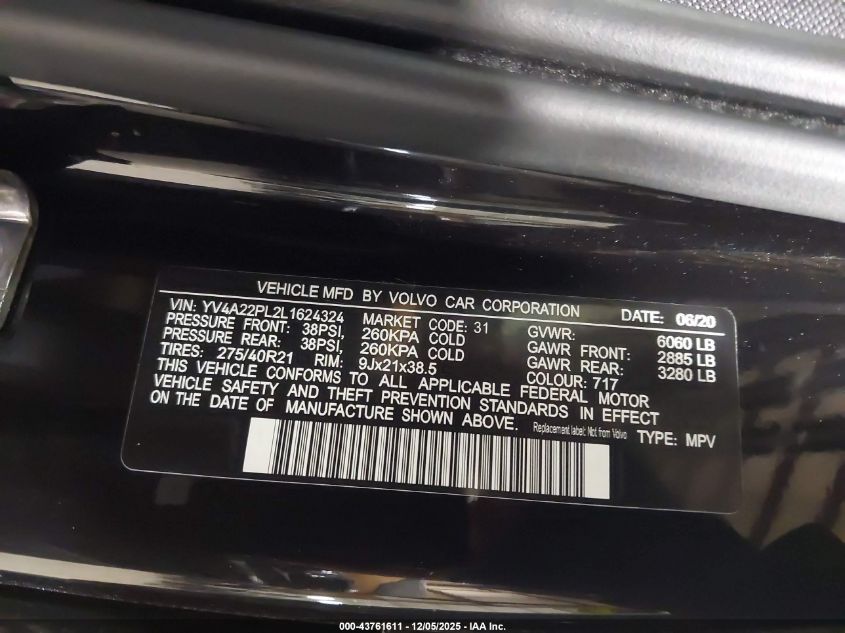 VEHICLE MFD BY VOLVO CAR CORPORATION
VIN: YV4A22PL2L1624324 MARKET CODE: 31 DATE: 06/20
PRESSURE FRONT: 38PSI, 260KPA COLD GVWR: 6060 LB
PRESSURE REAR: 38PSI, 260KPA COLD GAWR FRONT: 2885 LB
TIRES: 275/40R21 RIM: 9Jx21x38.5 GAWR REAR: 3280 LB
THIS VEHICLE CONFORMS TO ALL APPLICABLE FEDERAL MOTOR COLOUR: 717
VEHICLE SAFETY AND THEFT PREVENTION STANDARDS IN EFFECT
ON THE DATE OF MANUFACTURE SHOWN ABOVE. Replacement label: Not from Volvo TYPE: MPV
000-43761611 - 12/05/2025 - IAA Inc.